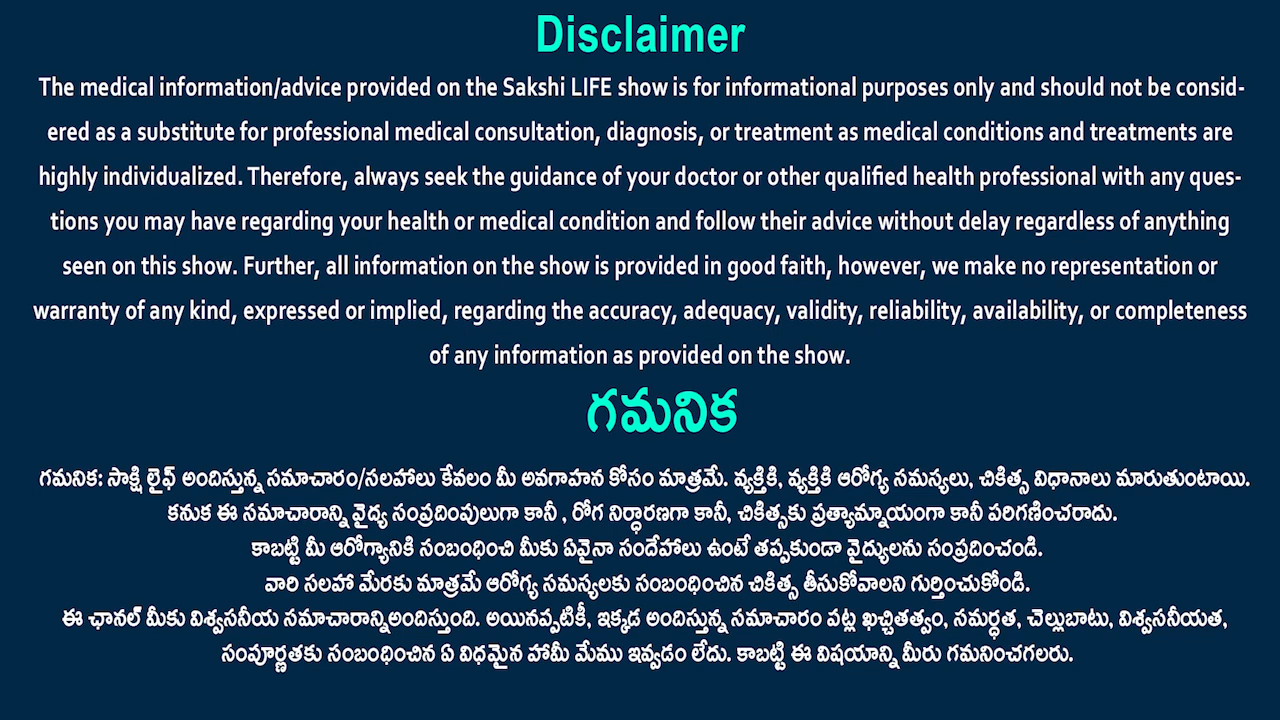 Disclaimer
The medical information/advice provided on the Sakshi LIFE show is for informational purposes only and should not be consid-
ered as a substitute for professional medical consultation, diagnosis, or treatment as medical conditions and treatments are
highly individualized. Therefore, always seek the guidance of your doctor or other qualified health professional with any ques-
tions you may have regarding your health or medical condition and follow their advice without delay regardless of anything
seen on this show. Further, all information on the show is provided in good faith, however, we make no representation or
warranty of any kind, expressed or implied, regarding the accuracy, adequacy, validity, reliability, availability, or completeness
of any information as provided on the show.
గమనిక
గమనిక: సాక్షి లైఫ్ అందిస్తున్న సమాచారం/సలహాలు కేవలం మీ అవగాహన కోసం మాత్రమే. వ్యక్తికి, వ్యక్తికి ఆరోగ్య సమస్యలు, చికిత్స విధానాలు మారుతుంటాయి.
కనుక ఈ సమాచారాన్ని వైద్య సంప్రదింపులుగా కానీ , రోగ నిర్ధారణగా కానీ, చికిత్సకు ప్రత్యామ్నాయంగా కానీ పరిగణించరాదు.
కాబట్టి మీ ఆరోగ్యానికి సంబంధించి మీకు ఏవైనా సందేహాలు ఉంటే తప్పకుండా వైద్యులను సంప్రదించండి.
వారి సలహా మేరకు మాత్రమే ఆరోగ్య సమస్యలకు సంబంధించిన చికిత్స తీసుకోవాలని గుర్తించుకోండి.
ఈ ఛానల్ మీకు విశ్వసనీయ సమాచారాన్నిఅందిస్తుంది. అయినప్పటికీ, ఇక్కడ అందిస్తున్న సమాచారం పట్ల ఖచ్చితత్వం, సమర్ధత, చెల్లుబాటు, విశ్వసనీయత,
సంపూర్ణతకు సంబంధించిన ఏ విధమైన హామీ మేము ఇవ్వడం లేదు. కాబట్టి ఈ విషయాన్ని మీరు గమనించగలరు.